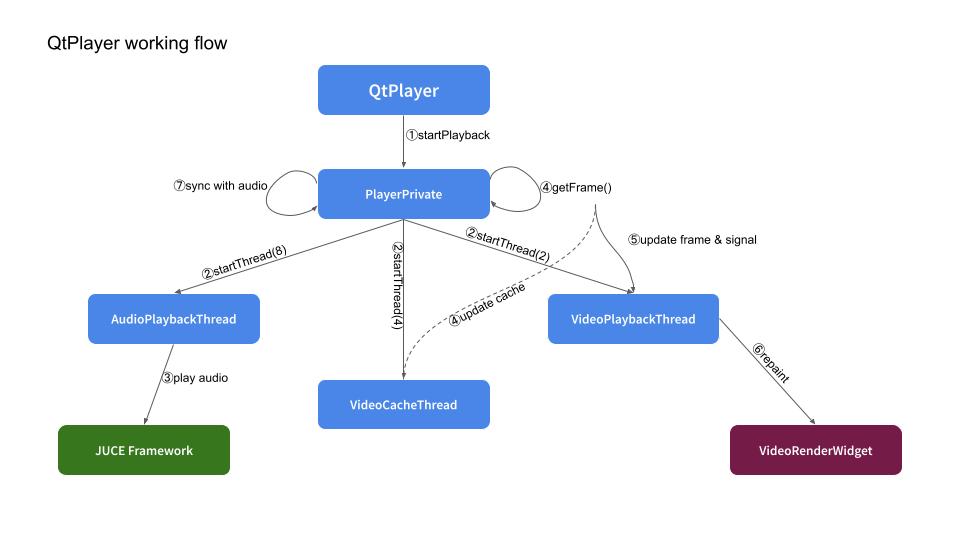 QtPlayer working flow
QtPlayer
①startPlayback
⑦sync with audio
PlayerPrivate
④getFrame()
②startThread(8)
②startThread(4)
②startThread(2)
⑤update frame & signal
④update cache
AudioPlaybackThread
VideoPlaybackThread
③play audio
⑥repaint
VideoCacheThread
JUCE Framework
VideoRenderWidget